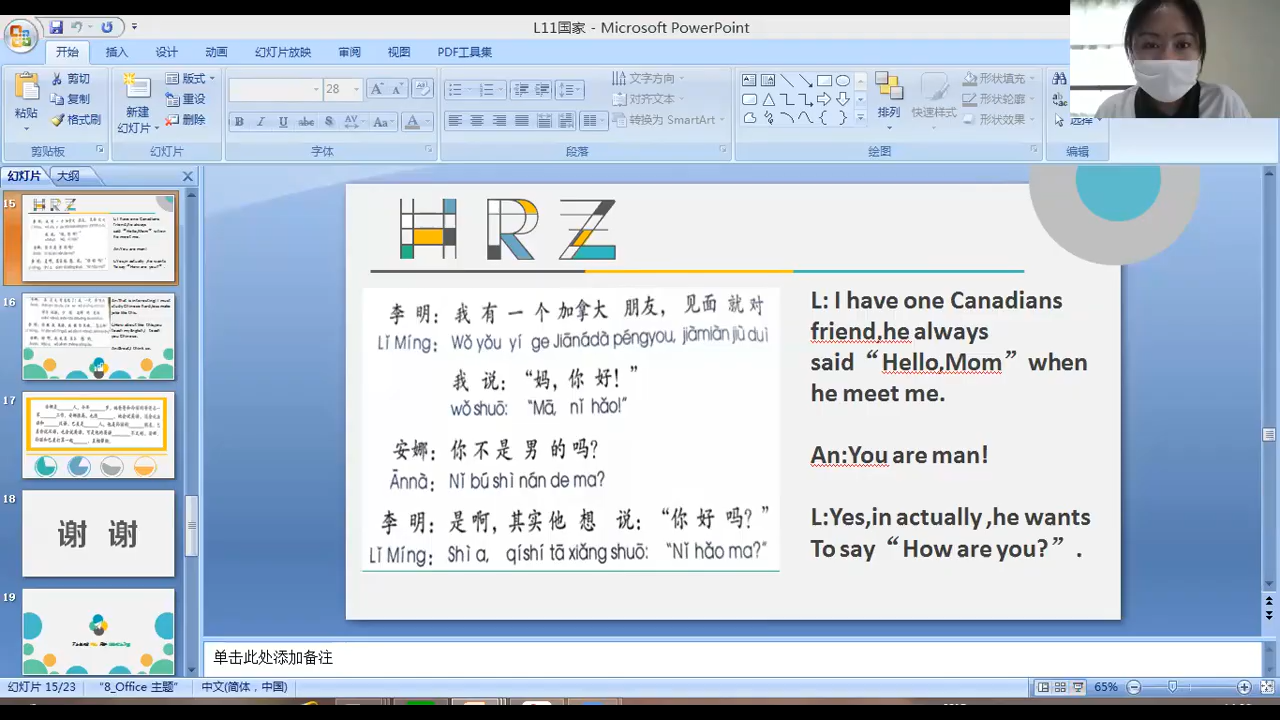 L11国家 - Microsoft PowerPoint
开始 插入 设计 动画 幻灯片放映 审阅 视图 PDF工具集
粘贴
剪切
复制
格式刷
剪贴板
新建
幻灯片
版式
重设
删除
幻灯片
28
B I U abc S AV Aa A
字体
文字方向
对齐文本
转换为 SmartArt
段落
排列
快速样式
形状填充
形状轮廓
形状效果
绘图
选择
编辑
幻灯片 大纲
15
16
17
18
谢 谢
19
HRZ
李 明：我 有 一 个 加拿大 朋友，见面 就 对
Lǐ Míng：Wǒ yǒu yí ge Jiānádà péngyou, jiàmiàn jiù duì
我 说：“妈，你 好！”
wǒ shuō: “Mā, nǐ hǎo!”
安娜：你 不 是 男 的 吗？
Ānnà：Nǐ bú shì nán de ma?
李 明：是 啊，其实 他 想 说：“你 好 吗？”
Lǐ Míng：Shì a, qíshí tā xiǎng shuō: “Nǐ hǎo ma?”
L: I have one Canadians
friend,he always
said“Hello,Mom”when
he meet me.
An:You are man!
L:Yes,in actually ,he wants
To say“How are you?”.
单击此处添加备注
幻灯片 15/23 "8_Office 主题" 中文(简体，中国) 65%